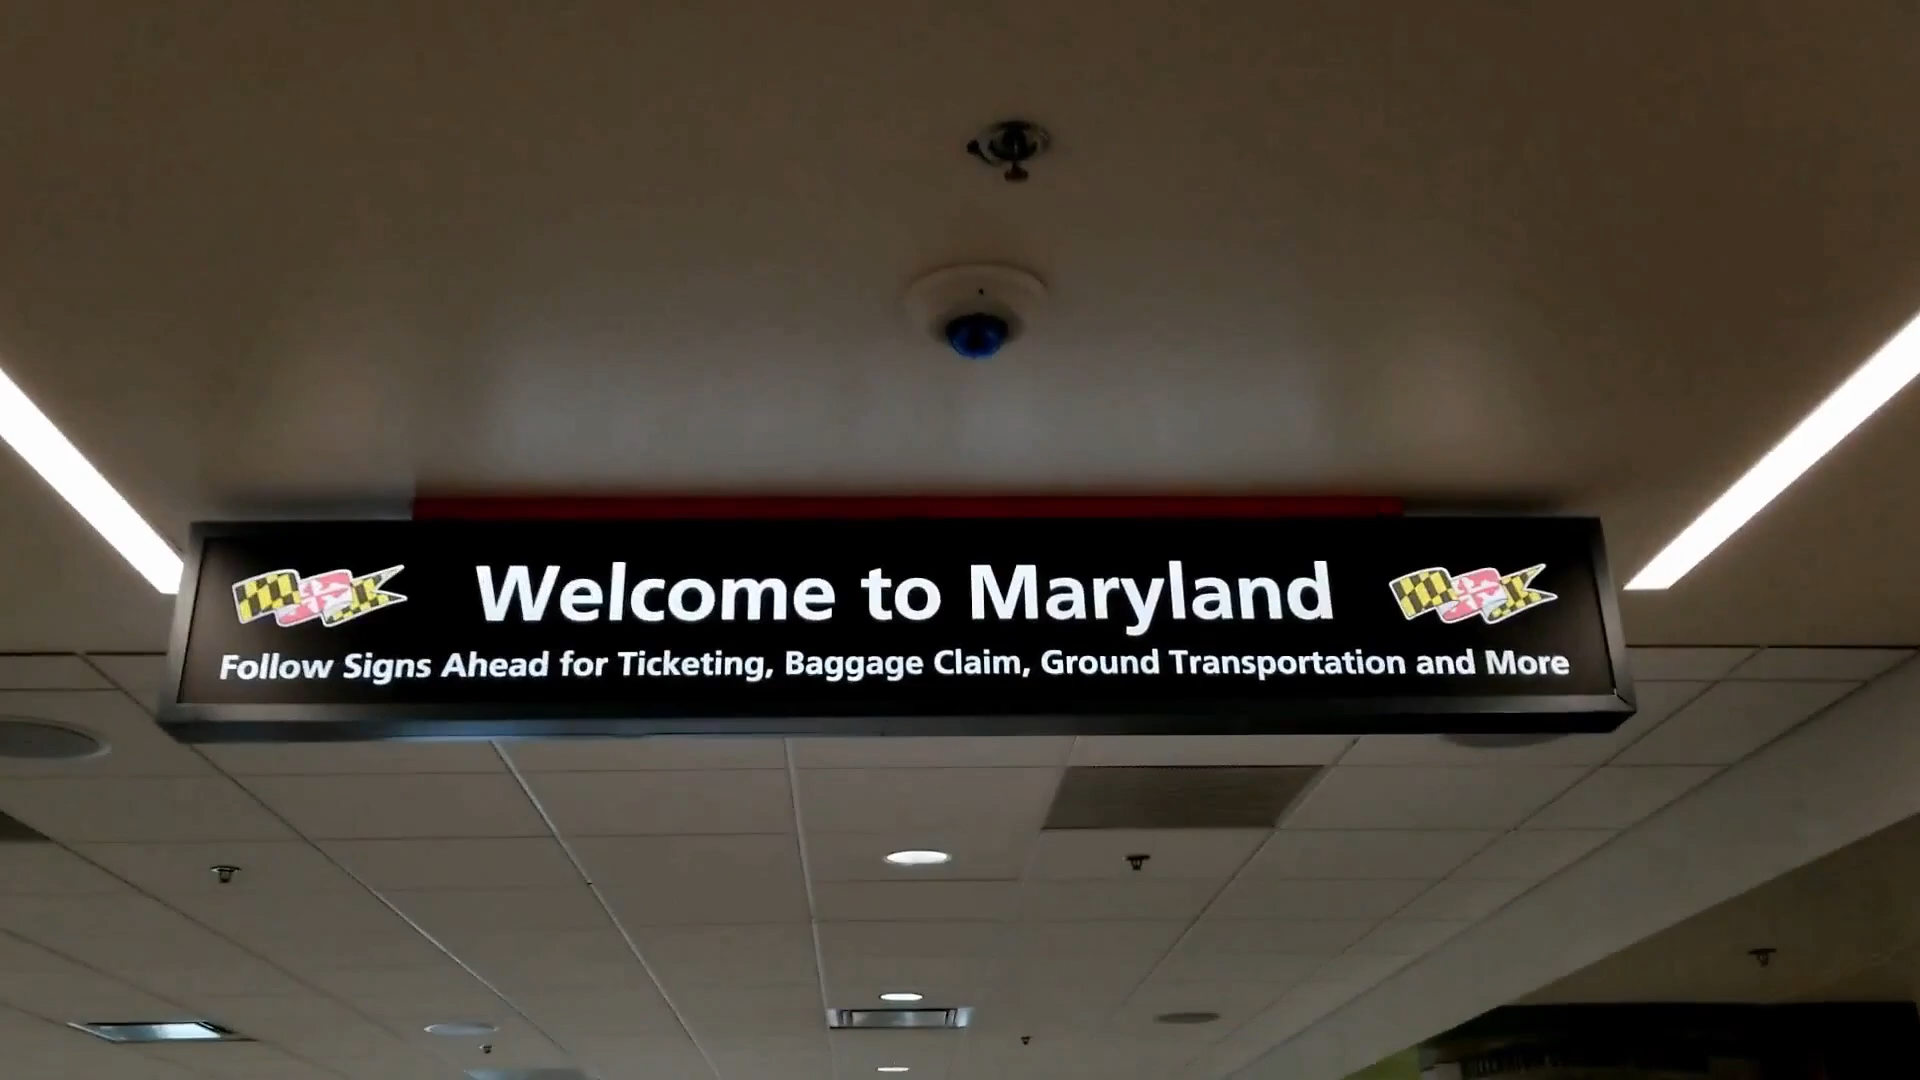 Welcome to Maryland
Follow Signs Ahead for Ticketing, Baggage Claim, Ground Transportation and More